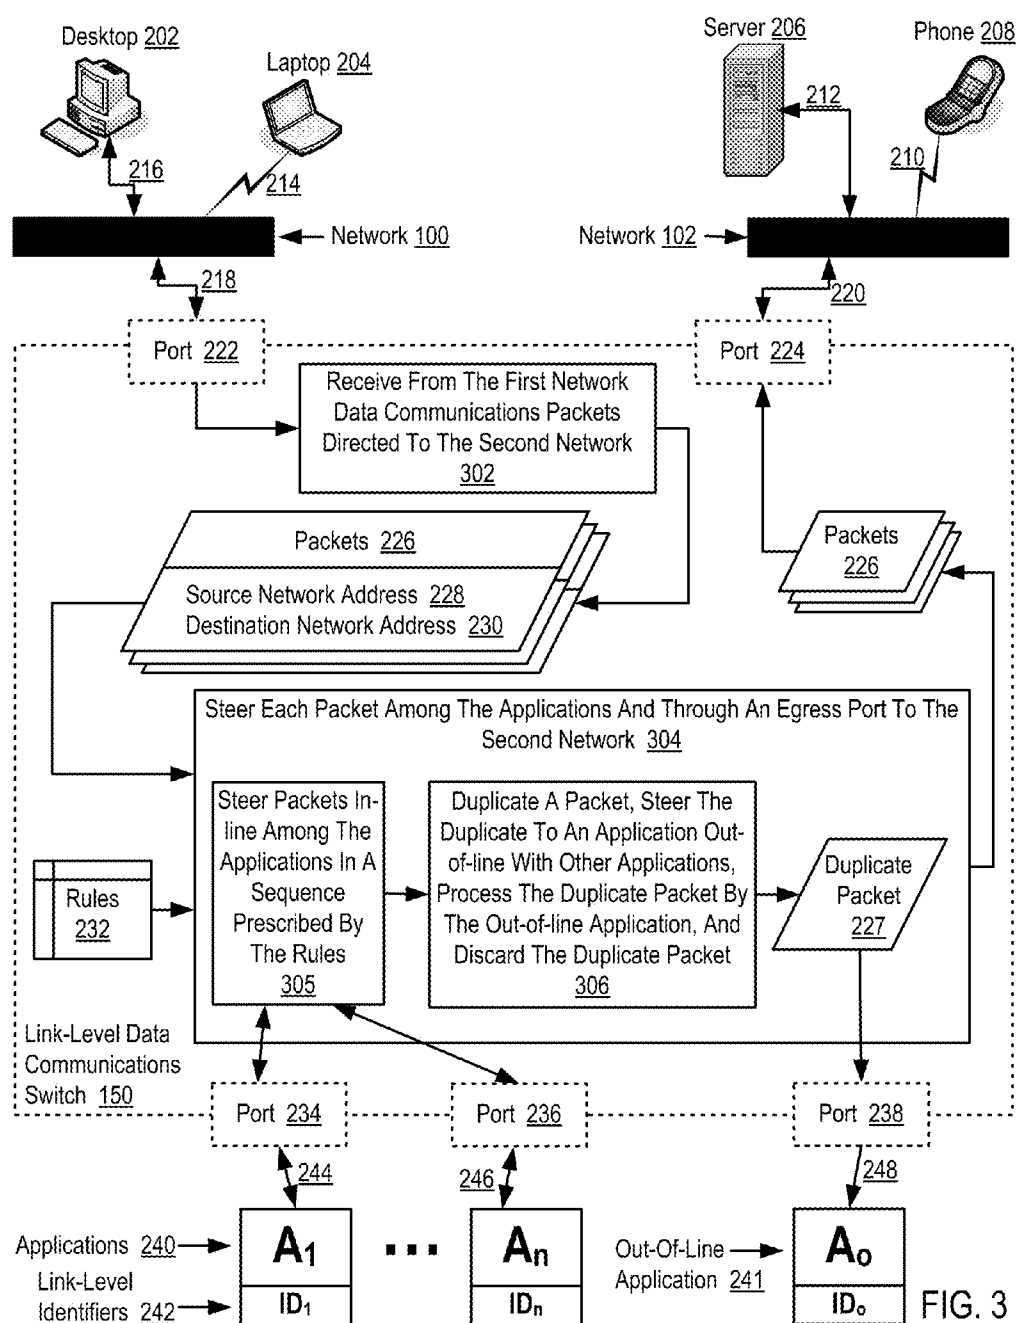 Desktop 202
Laptop 204
Server 206
Phone 208
216
214
212
210
Network 100
Network 102
218
220
Port 222
Port 224
Receive From The First Network
Data Communications Packets
Directed To The Second Network
302
Packets 226
Source Network Address 228
Destination Network Address 230
Packets
226
Steer Each Packet Among The Applications And Through An Egress Port To The
Second Network 304
Steer Packets In-
line Among The
Applications In A
Sequence
Prescribed By
The Rules
305
Duplicate A Packet, Steer The
Duplicate To An Application Out-
of-line With Other Applications,
Process The Duplicate Packet By
The Out-of-line Application, And
Discard The Duplicate Packet
306
Duplicate
Packet
227
Rules
232
Link-Level Data
Communications
Switch 150
Port 234
Port 236
Port 238
244
246
248
Applications 240
A1
An
Out-Of-Line
Application 241
Ao
Link-Level
Identifiers 242
ID1
IDn
IDo
FIG. 3